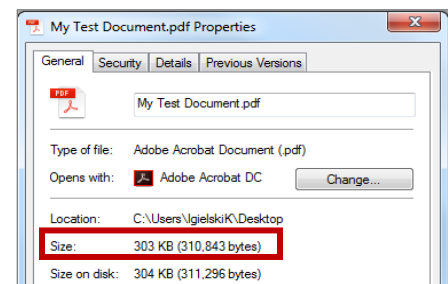 My Test Document.pdf Properties
General Security Details Previous Versions
PDF
My Test Document.pdf
Type of file: Adobe Acrobat Document (.pdf)
Opens with: Adobe Acrobat DC Change...
Location: C:\Users\IgielskiK\Desktop
Size: 303 KB (310,843 bytes)
Size on disk: 304 KB (311,296 bytes)